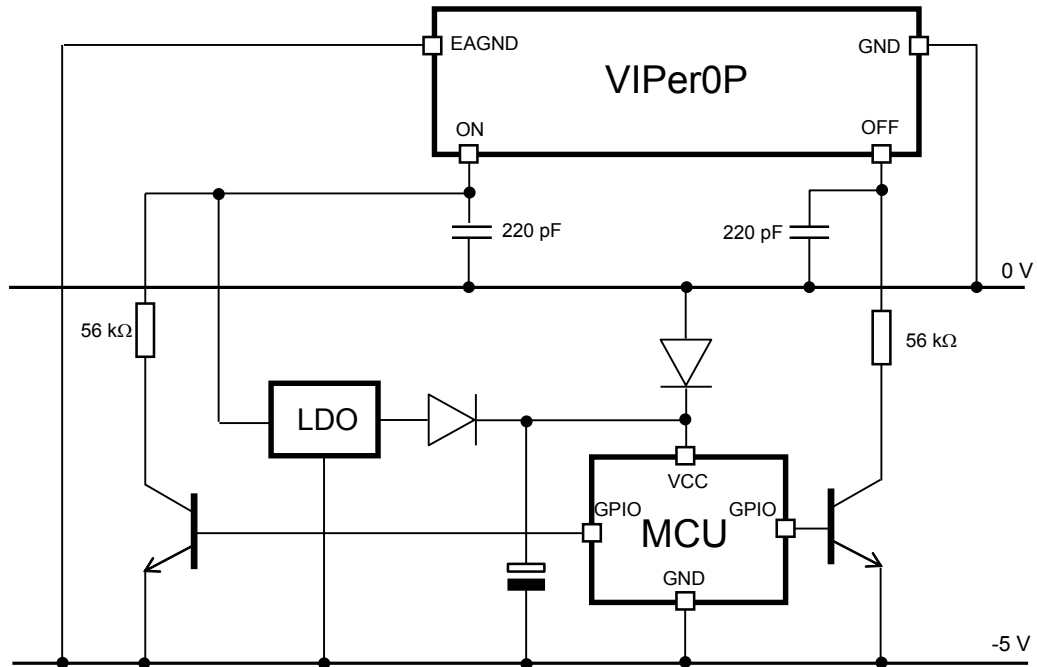 EAGND
GND
VIPer0P
ON
OFF
220 pF
220 pF
0 V
56 kΩ
56 kΩ
LDO
VCC
GPIO
GPIO
MCU
GND
-5 V